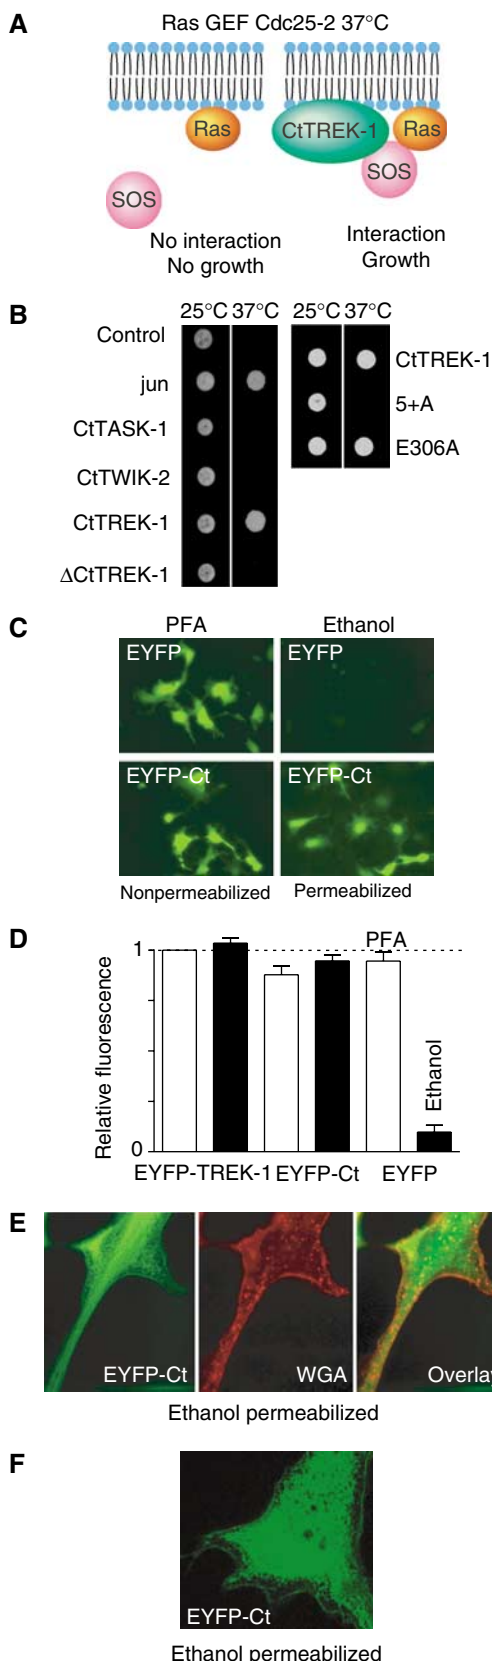 A
Ras GEF Cdc25-2 37°C
Ras
CtTREK-1
Ras
SOS
SOS
No interaction
No growth
Interaction
Growth
B
25°C 37°C
25°C 37°C
Control
jun
CtTASK-1
CtTWIK-2
CtTREK-1
ΔCtTREK-1
CtTREK-1
5+A
E306A
C
PFA
Ethanol
EYFP
EYFP
EYFP-Ct
EYFP-Ct
Nonpermeabilized
Permeabilized
D
Relative fluorescence
1
0
PFA
Ethanol
EYFP-TREK-1 EYFP-Ct EYFP
E
EYFP-Ct
WGA
Overlay
Ethanol permeabilized
F
EYFP-Ct
Ethanol permeabilized